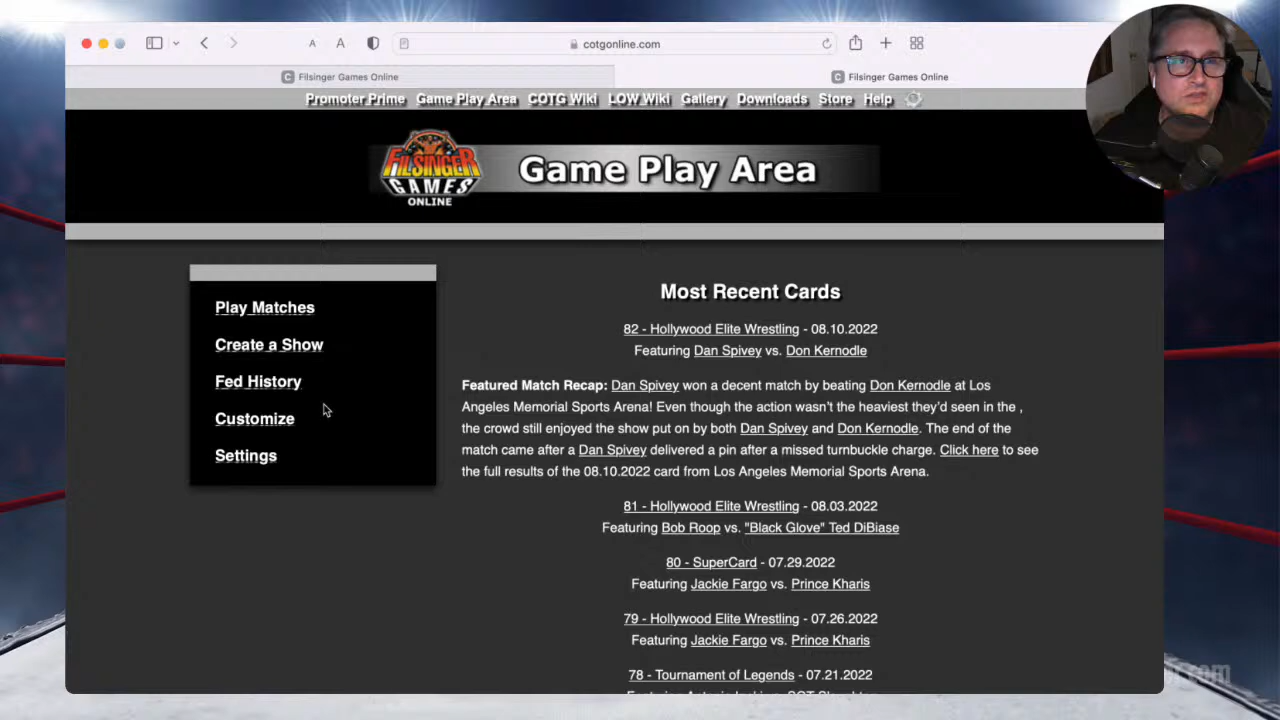 A A cotgonline.com
Filsinger Games Online Filsinger Games Online
Promoter Prime Game Play Area COTG Wiki LOW Wiki Gallery Downloads Store Help
FILSINGER
GAMES
ONLINE
Game Play Area
Play Matches
Create a Show
Fed History
Customize
Settings
Most Recent Cards
82 - Hollywood Elite Wrestling - 08.10.2022
Featuring Dan Spivey vs. Don Kernodle
Featured Match Recap: Dan Spivey won a decent match by beating Don Kernodle at Los
Angeles Memorial Sports Arena! Even though the action wasn't the heaviest they'd seen in the ,
the crowd still enjoyed the show put on by both Dan Spivey and Don Kernodle. The end of the
match came after a Dan Spivey delivered a pin after a missed turnbuckle charge. Click here to see
the full results of the 08.10.2022 card from Los Angeles Memorial Sports Arena.
81 - Hollywood Elite Wrestling - 08.03.2022
Featuring Bob Roop vs. "Black Glove" Ted DiBiase
80 - SuperCard - 07.29.2022
Featuring Jackie Fargo vs. Prince Kharis
79 - Hollywood Elite Wrestling - 07.26.2022
Featuring Jackie Fargo vs. Prince Kharis
78 - Tournament of Legends - 07.21.2022